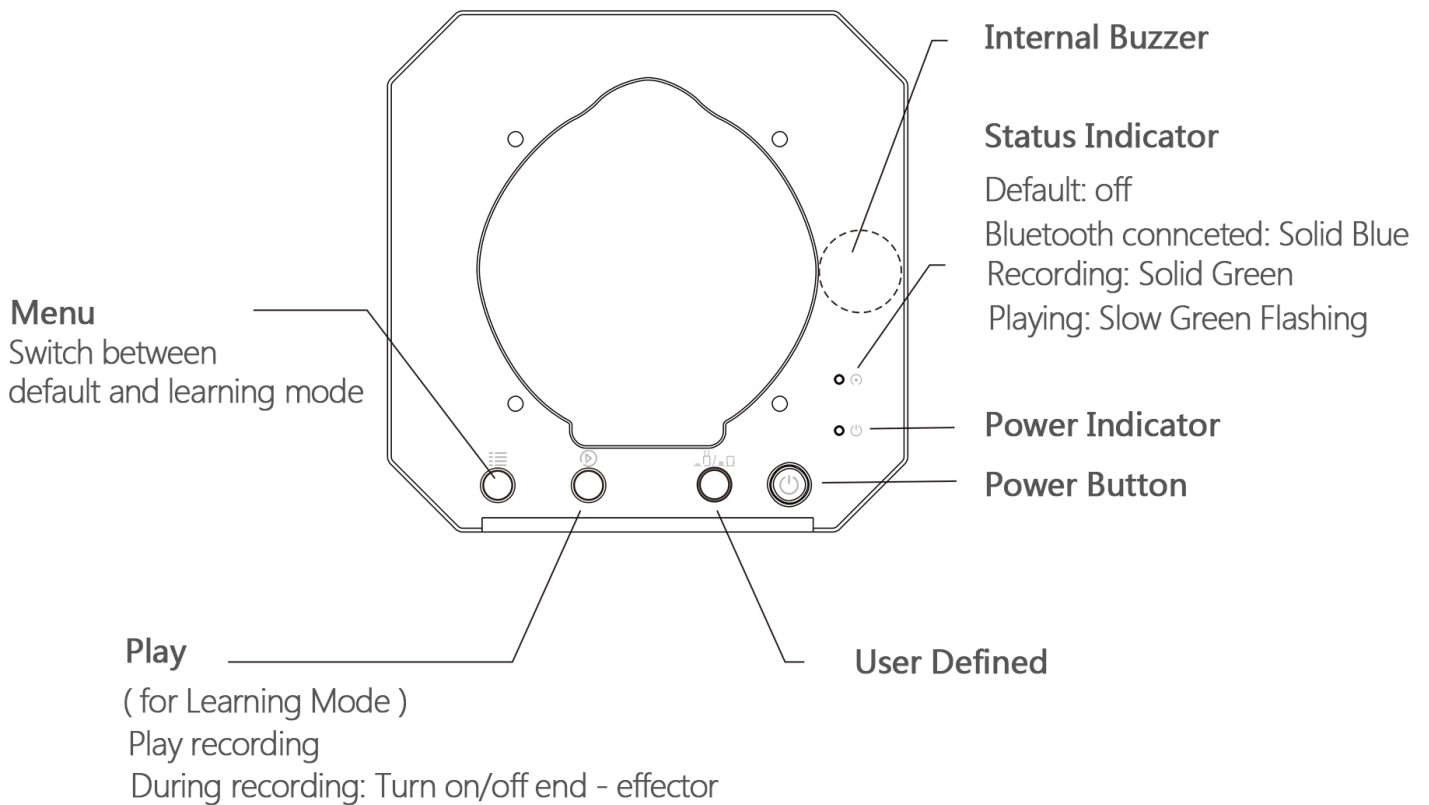 Internal Buzzer
Status Indicator
Default: off
Bluetooth connceted: Solid Blue
Recording: Solid Green
Playing: Slow Green Flashing
Menu
Switch between
default and learning mode
Power Indicator
Power Button
Play
( for Learning Mode )
Play recording
During recording: Turn on/off end - effector
User Defined